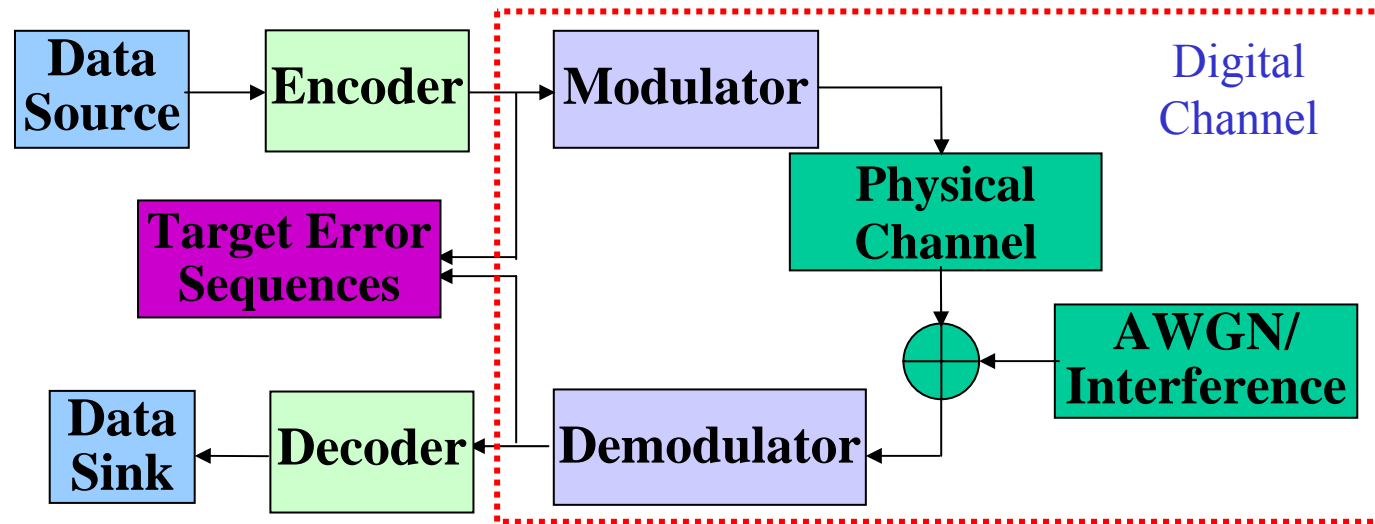 Data
Source
Encoder
Modulator
Digital
Channel
Physical
Channel
Target Error
Sequences
AWGN/
Interference
Data
Sink
Decoder
Demodulator